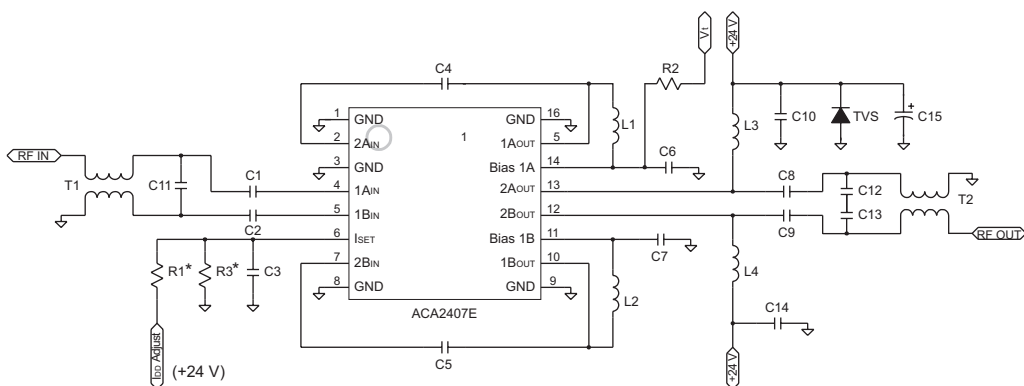 Vt
+24 V
C4
R2
1
GND
GND
16
L1
C10
TVS
+
C15
2
2AIN
1
1AOUT
5
L3
RF IN
3
GND
Bias 1A
14
C6
T1
C11
C1
4
1AIN
2AOUT
13
C8
C12
T2
5
1BIN
2BOUT
12
C2
C9
C13
RF OUT
6
ISET
Bias 1B
11
C7
R1*
R3*
C3
7
2BIN
1BOUT
10
L4
8
GND
GND
9
L2
ACA2407E
C14
IDD Adjust
(+24 V)
C5
+24 V